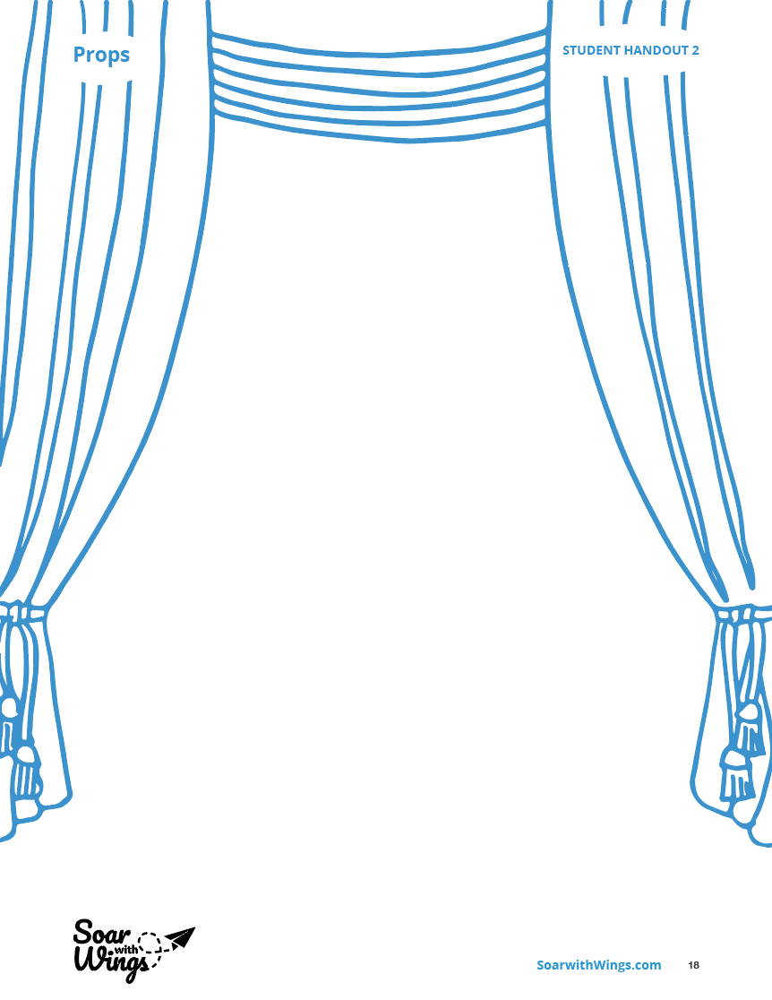 Props
STUDENT HANDOUT 2
Soar
with
Wings
SoarwithWings.com
18